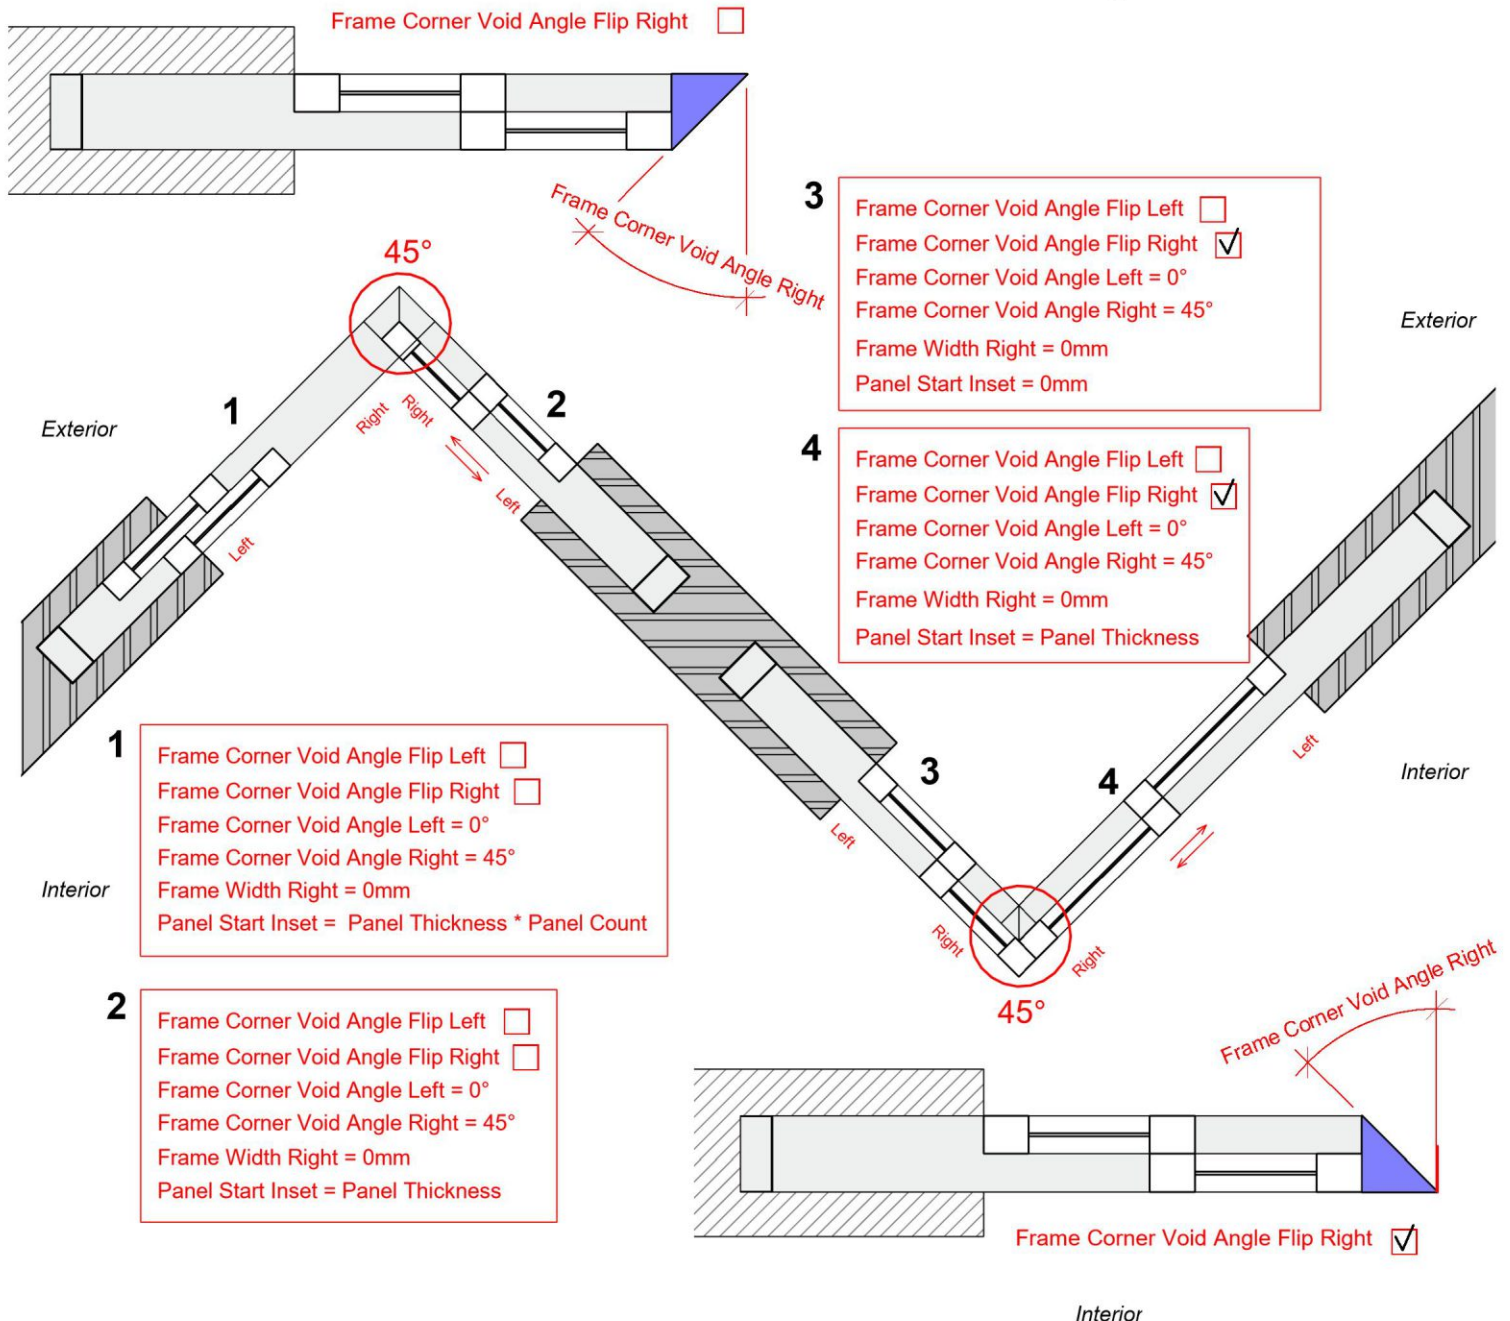 Frame Corner Void Angle Flip Right
Frame Corner Void Angle Right
3
Frame Corner Void Angle Flip Left
Frame Corner Void Angle Flip Right
Frame Corner Void Angle Left = 0°
Frame Corner Void Angle Right = 45°
Frame Width Right = 0mm
Panel Start Inset = 0mm
45°
Exterior
Exterior
1
2
Right
Right
Left
Left
4
Frame Corner Void Angle Flip Left
Frame Corner Void Angle Flip Right
Frame Corner Void Angle Left = 0°
Frame Corner Void Angle Right = 45°
Frame Width Right = 0mm
Panel Start Inset = Panel Thickness
1
Frame Corner Void Angle Flip Left
Frame Corner Void Angle Flip Right
Frame Corner Void Angle Left = 0°
Frame Corner Void Angle Right = 45°
Frame Width Right = 0mm
Panel Start Inset = Panel Thickness * Panel Count
Interior
3
4
Left
Left
Interior
Right
Right
45°
2
Frame Corner Void Angle Flip Left
Frame Corner Void Angle Flip Right
Frame Corner Void Angle Left = 0°
Frame Corner Void Angle Right = 45°
Frame Width Right = 0mm
Panel Start Inset = Panel Thickness
Frame Corner Void Angle Right
Frame Corner Void Angle Flip Right
Interior